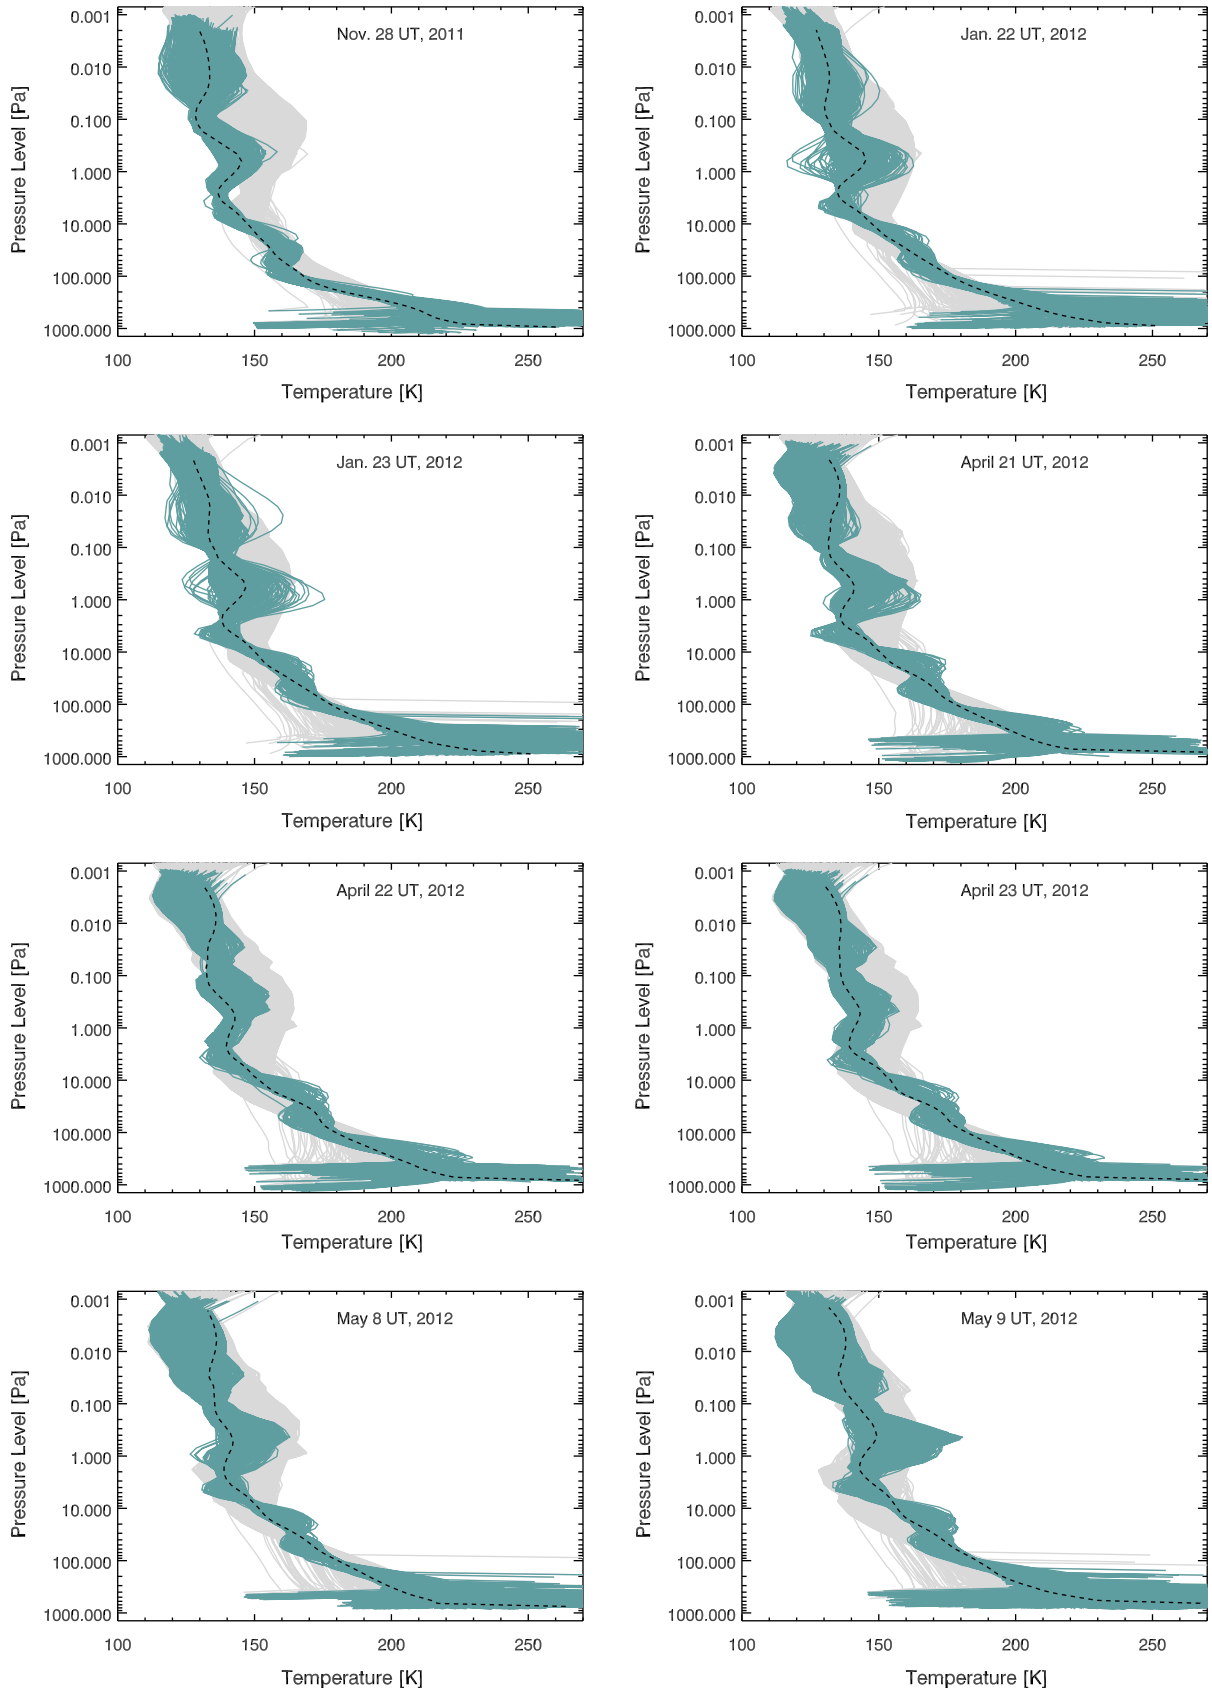 Nov. 28 UT, 2011
Pressure Level [Pa]
0.001
0.010
0.100
1.000
10.000
100.000
1000.000
100 150 200 250
Temperature [K]
Jan. 22 UT, 2012
Pressure Level [Pa]
0.001
0.010
0.100
1.000
10.000
100.000
1000.000
100 150 200 250
Temperature [K]
Jan. 23 UT, 2012
Pressure Level [Pa]
0.001
0.010
0.100
1.000
10.000
100.000
1000.000
100 150 200 250
Temperature [K]
April 21 UT, 2012
Pressure Level [Pa]
0.001
0.010
0.100
1.000
10.000
100.000
1000.000
100 150 200 250
Temperature [K]
April 22 UT, 2012
Pressure Level [Pa]
0.001
0.010
0.100
1.000
10.000
100.000
1000.000
100 150 200 250
Temperature [K]
April 23 UT, 2012
Pressure Level [Pa]
0.001
0.010
0.100
1.000
10.000
100.000
1000.000
100 150 200 250
Temperature [K]
May 8 UT, 2012
Pressure Level [Pa]
0.001
0.010
0.100
1.000
10.000
100.000
1000.000
100 150 200 250
Temperature [K]
May 9 UT, 2012
Pressure Level [Pa]
0.001
0.010
0.100
1.000
10.000
100.000
1000.000
100 150 200 250
Temperature [K]